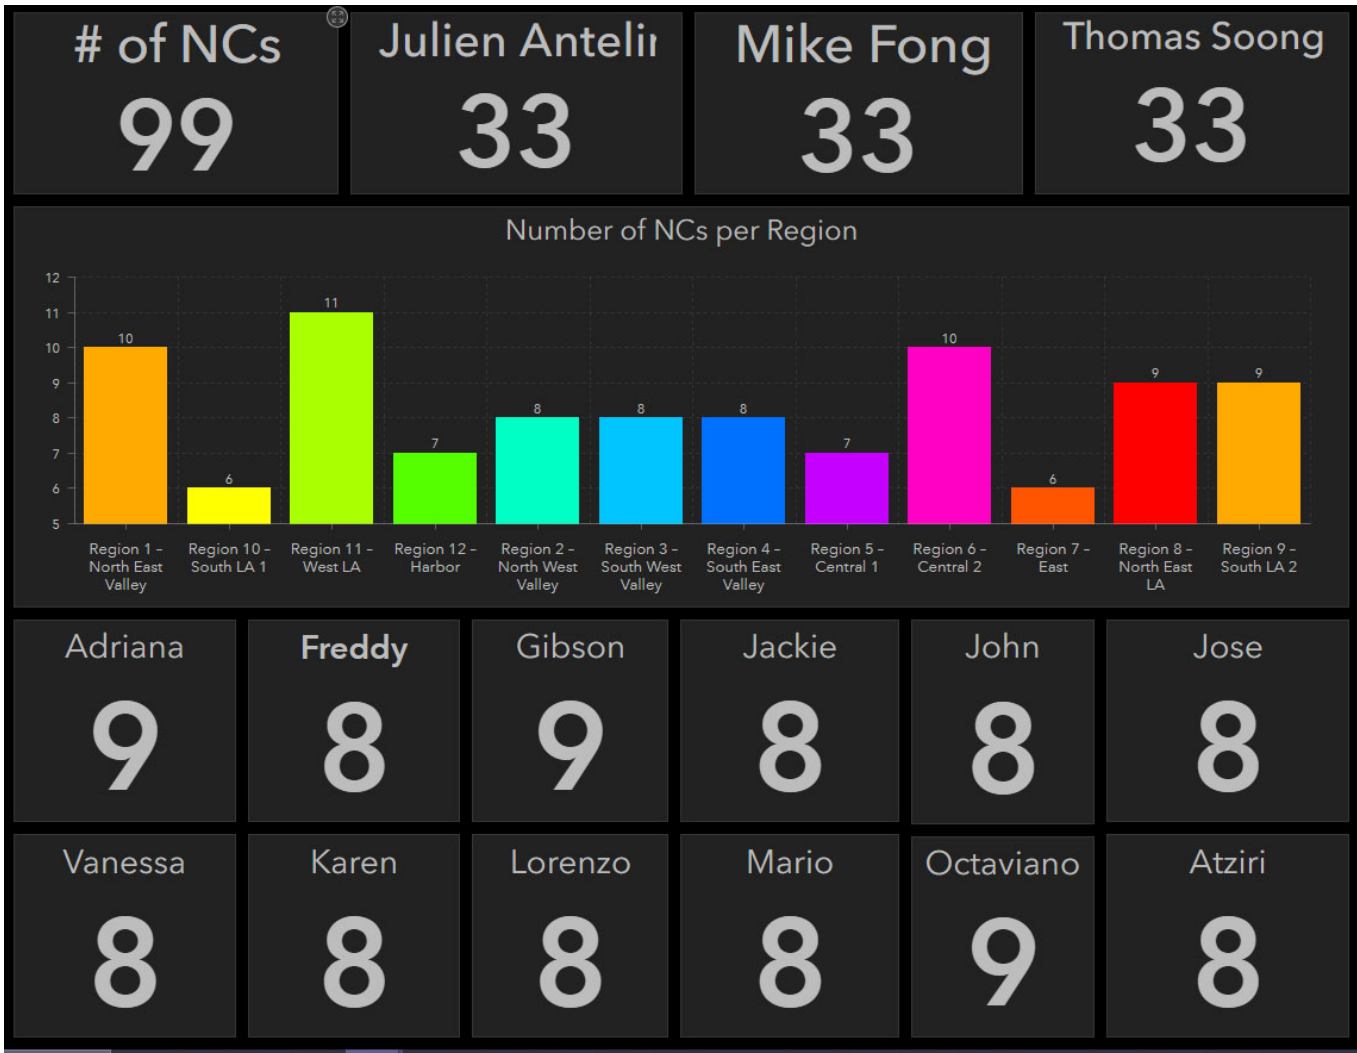 # of NCs
99
Julien Antelin
33
Mike Fong
33
Thomas Soong
33
Number of NCs per Region
12
11
10
9
8
7
6
5
10
6
11
7
8
8
8
7
10
6
9
9
Region 1 –
North East
Valley
Region 10 –
South LA 1
Region 11 –
West LA
Region 12 –
Harbor
Region 2 –
North West
Valley
Region 3 –
South West
Valley
Region 4 –
South East
Valley
Region 5 –
Central 1
Region 6 –
Central 2
Region 7 –
East
Region 8 –
North East
LA
Region 9 –
South LA 2
Adriana
9
Freddy
8
Gibson
9
Jackie
8
John
8
Jose
8
Vanessa
8
Karen
8
Lorenzo
8
Mario
8
Octaviano
9
Atziri
8